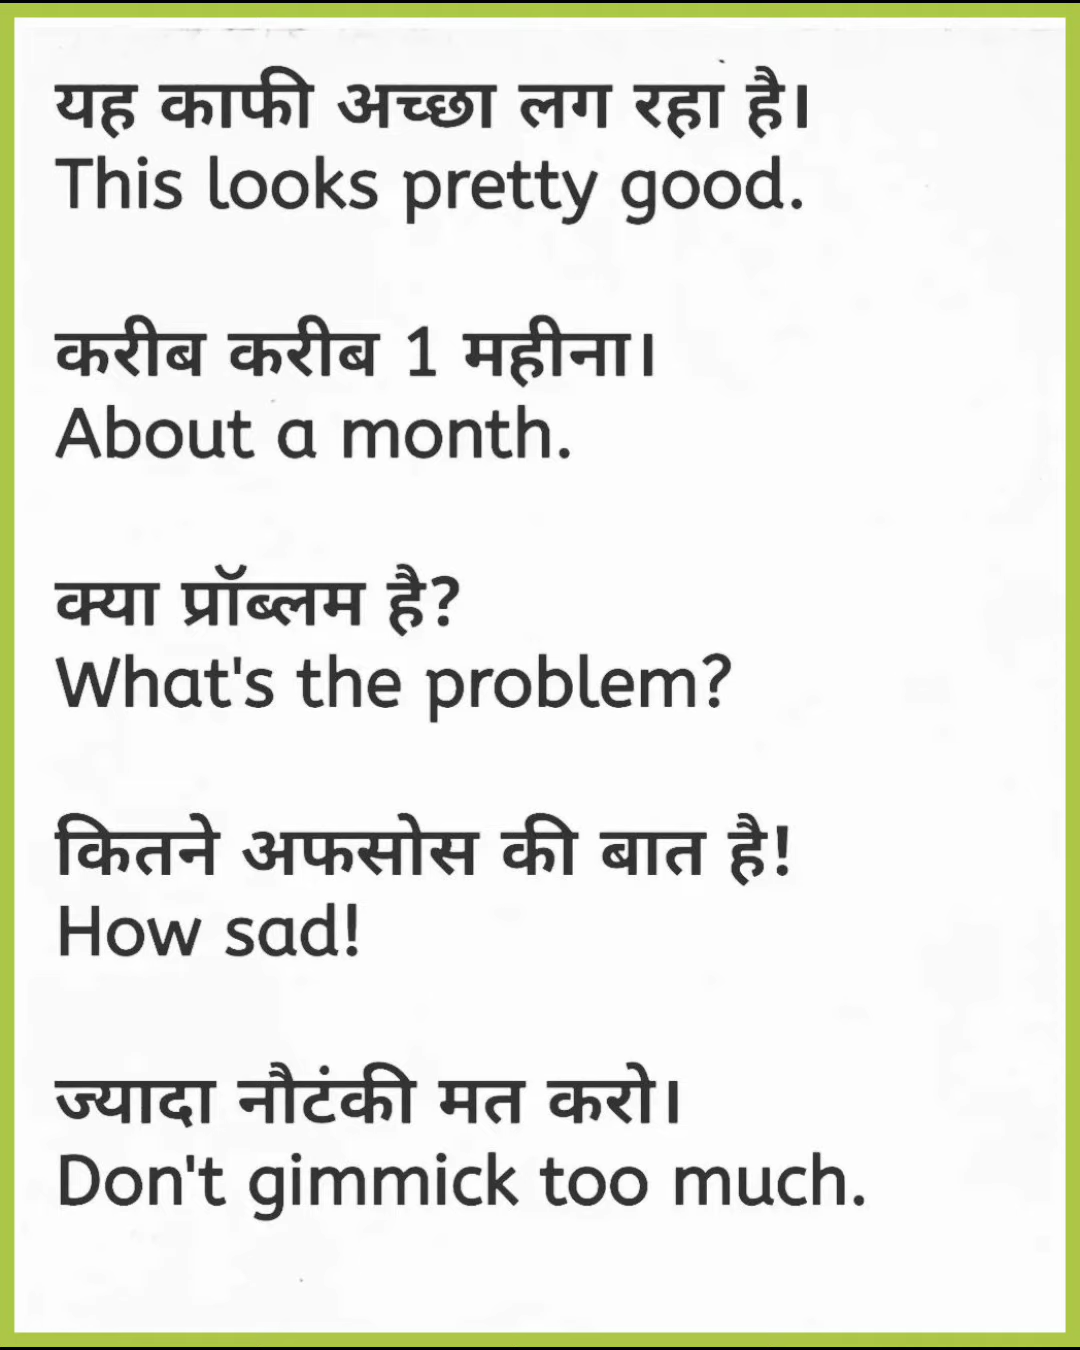 यह काफी अच्छा लग रहा है।
This looks pretty good.
करीब करीब 1 महीना।
About a month.
क्या प्रॉब्लम है?
What's the problem?
कितने अफसोस की बात है!
How sad!
ज्यादा नौटंकी मत करो।
Don't gimmick too much.